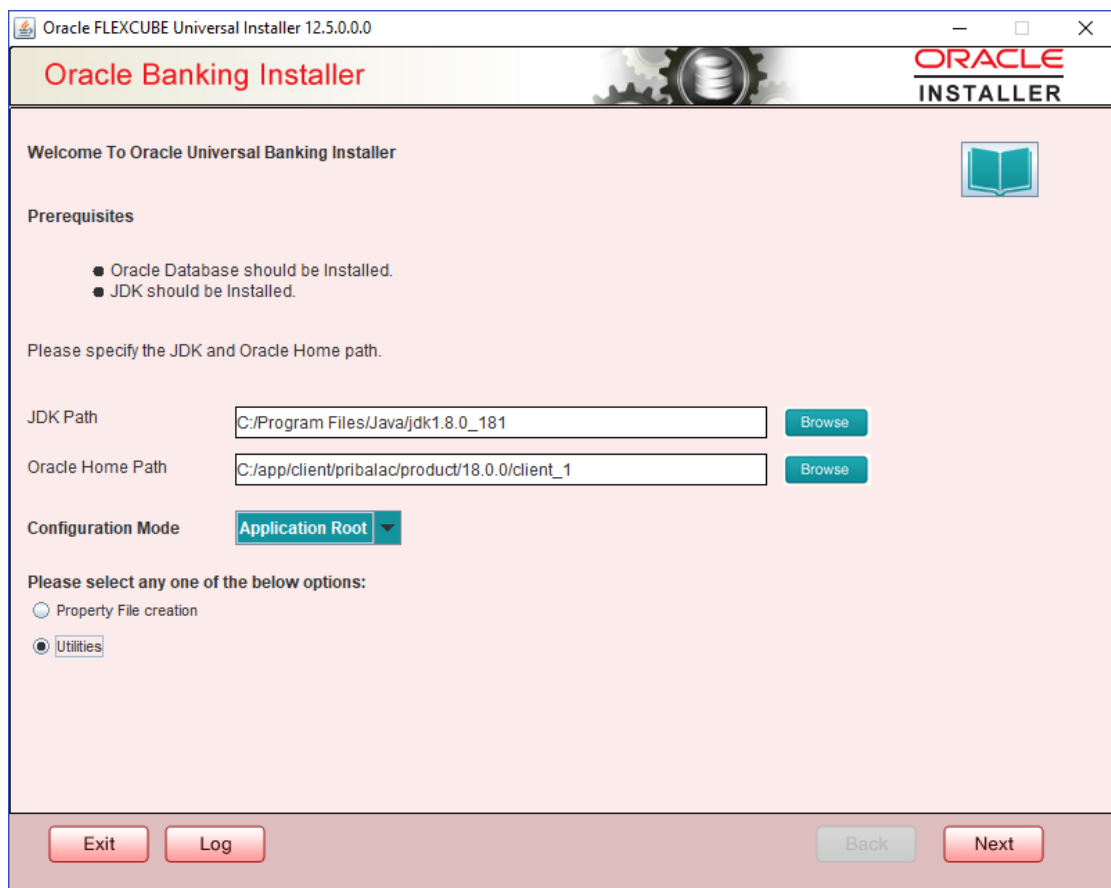 Oracle FLEXCUBE Universal Installer 12.5.0.0.0
Oracle Banking Installer
ORACLE
INSTALLER
Welcome To Oracle Universal Banking Installer
Prerequisites
Oracle Database should be Installed.
JDK should be Installed.
Please specify the JDK and Oracle Home path.
JDK Path C:/Program Files/Java/jdk1.8.0_181 Browse
Oracle Home Path C:/app/client/pribalac/product/18.0.0/client_1 Browse
Configuration Mode Application Root
Please select any one of the below options:
Property File creation
Utilities
Exit Log Back Next